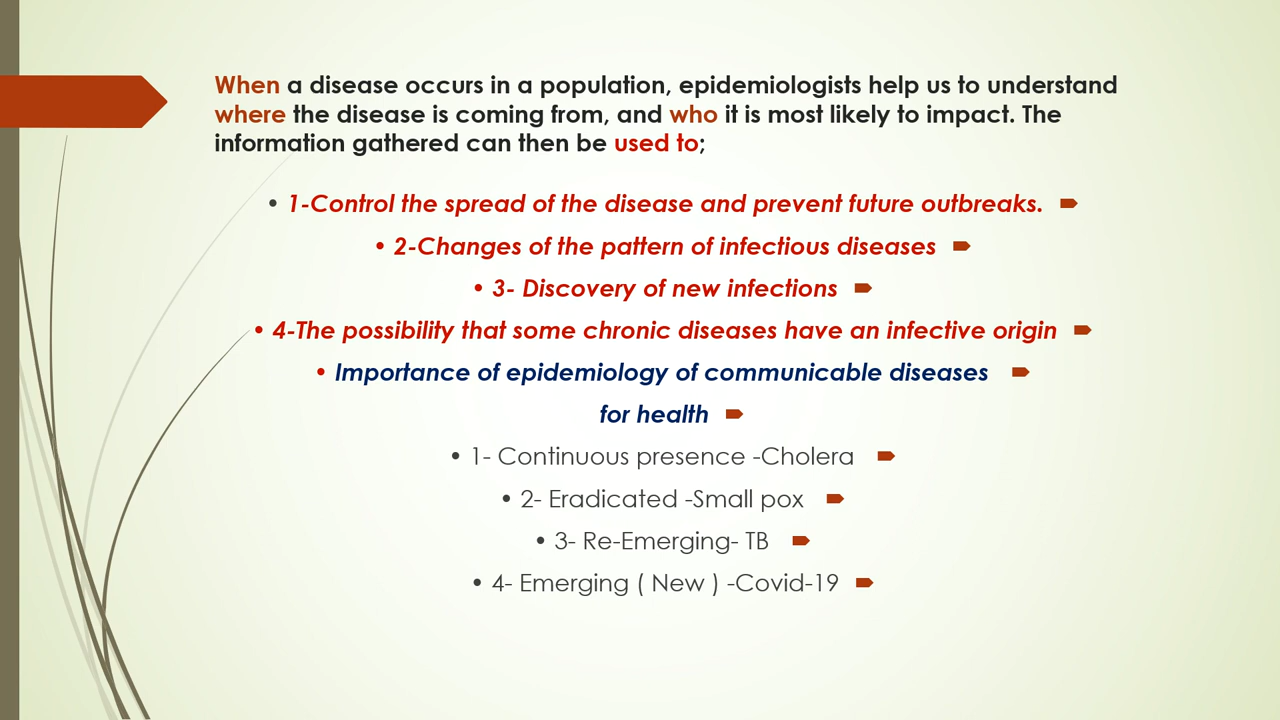 When a disease occurs in a population, epidemiologists help us to understand
where the disease is coming from, and who it is most likely to impact. The
information gathered can then be used to;
• 1-Control the spread of the disease and prevent future outbreaks.
• 2-Changes of the pattern of infectious diseases
• 3- Discovery of new infections
• 4-The possibility that some chronic diseases have an infective origin
• Importance of epidemiology of communicable diseases
for health
• 1- Continuous presence -Cholera
• 2- Eradicated -Small pox
• 3- Re-Emerging- TB
• 4- Emerging ( New ) -Covid-19